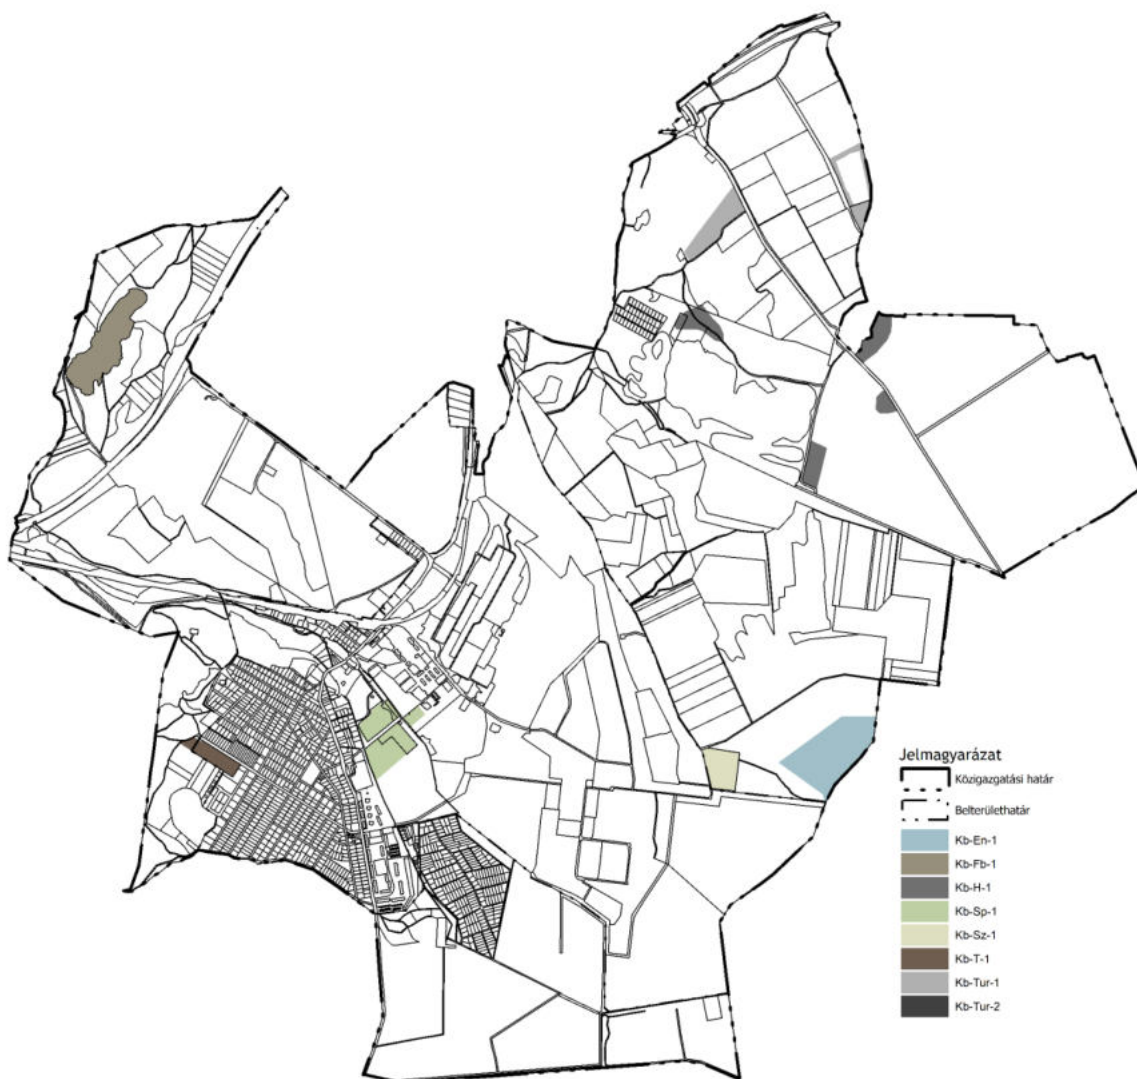 Jelmagyarázat
Közigazgatási határ
Belterülethatár
Kb-En-1
Kb-Fb-1
Kb-H-1
Kb-Sp-1
Kb-Sz-1
Kb-T-1
Kb-Tur-1
Kb-Tur-2